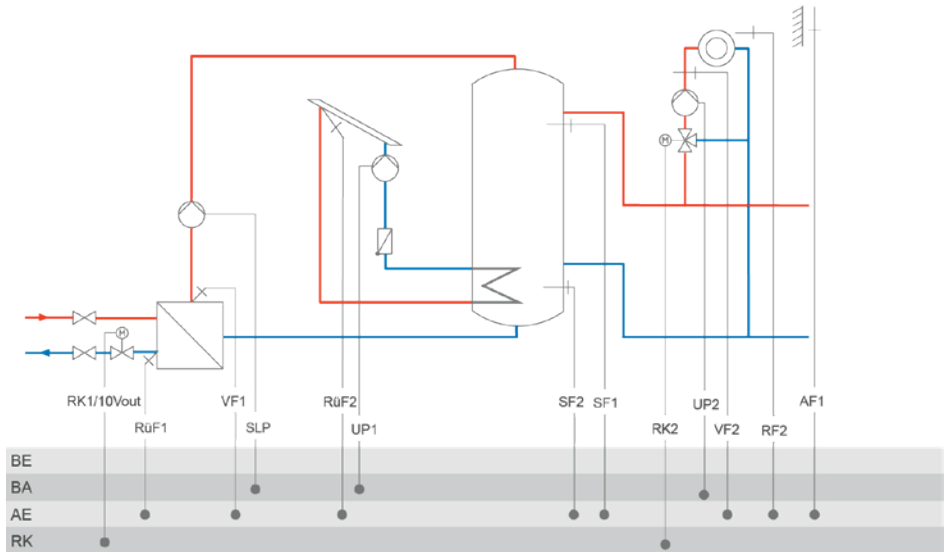 M
M
RK1/10Vout VF1 RüF2 SF2 SF1 UP2 AF1
RüF1 SLP UP1 RK2 VF2 RF2
BE
BA
AE
RK